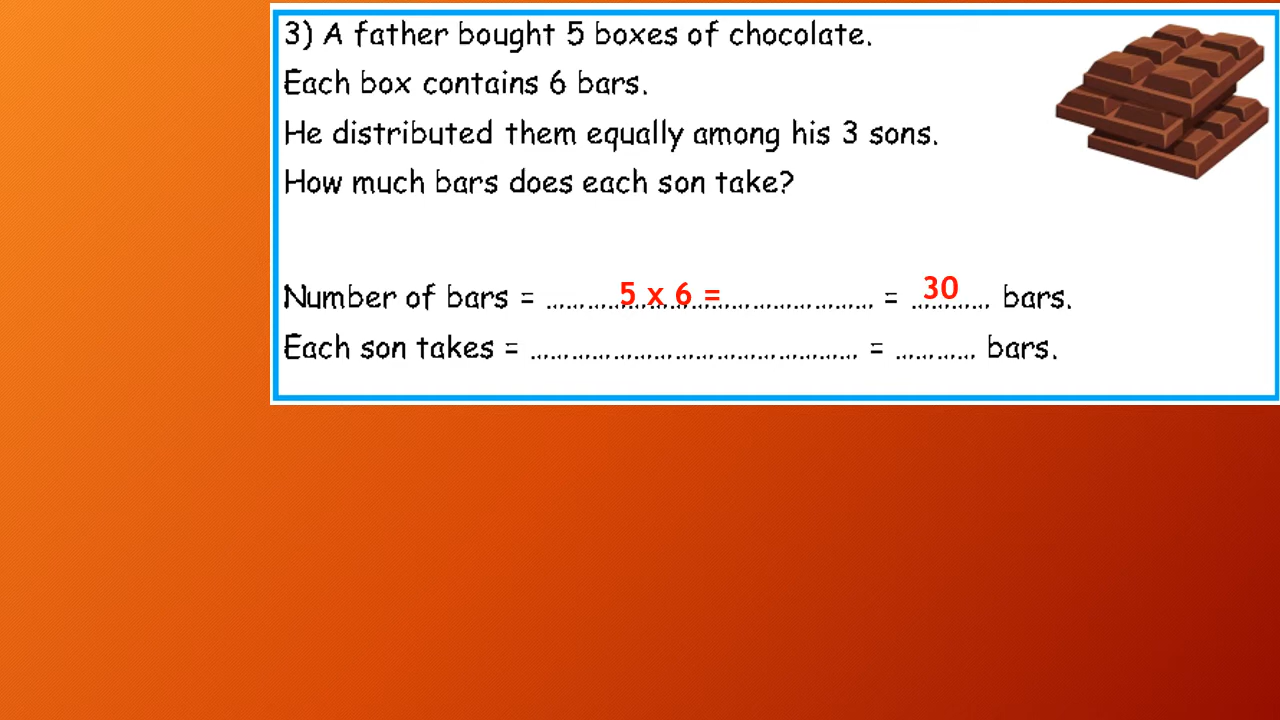 3) A father bought 5 boxes of chocolate.
Each box contains 6 bars.
He distributed them equally among his 3 sons.
How much bars does each son take?
Number of bars = ......5 x 6 =............... = ....30.... bars.
Each son takes = ........................................ = ........... bars.